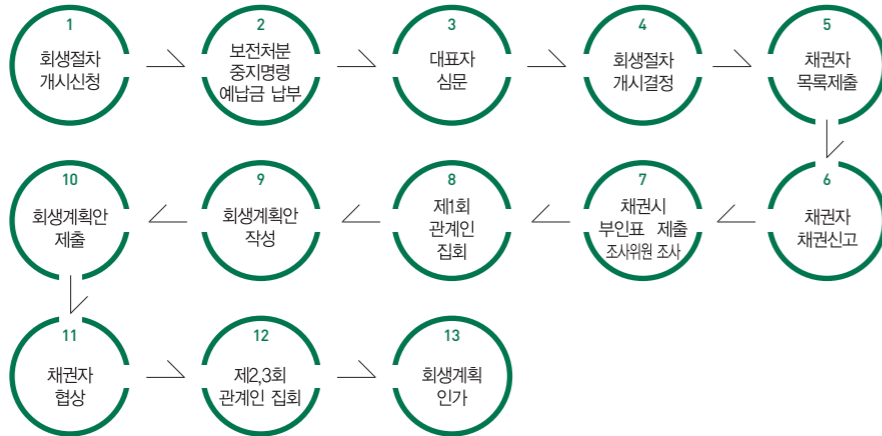 1
회생절차
개시신청
2
보전처분
중지명령
예납금 납부
3
대표자
심문
4
회생절차
개시결정
5
채권자
목록제출
6
채권자
채권신고
7
채권시
부인표 제출
조사위원 조사
8
제1회
관계인
집회
9
회생계획안
작성
10
회생계획안
제출
11
채권자
협상
12
제2,3회
관계인 집회
13
회생계획
인가